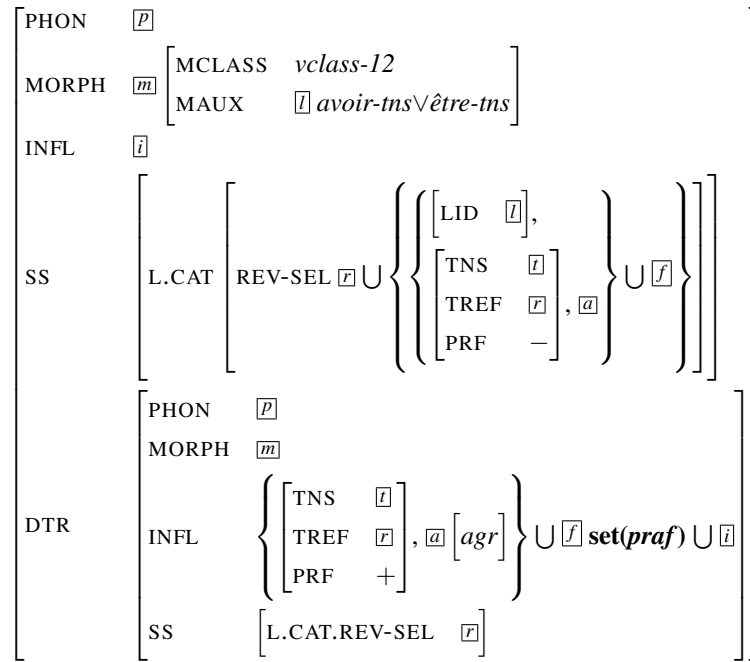 PHON p
MORPH m MCLASS vclass-12
MAUX l avoir-tns∨être-tns
INFL i
SS L.CAT REV-SEL r ⋃ { { [LID l],
TNS t
TREF r , a
PRF −
} ⋃ f }
DTR PHON p
MORPH m
INFL { TNS t
TREF r , a [agr]
PRF +
} ⋃ f set(praf) ⋃ i
SS [L.CAT.REV-SEL r]